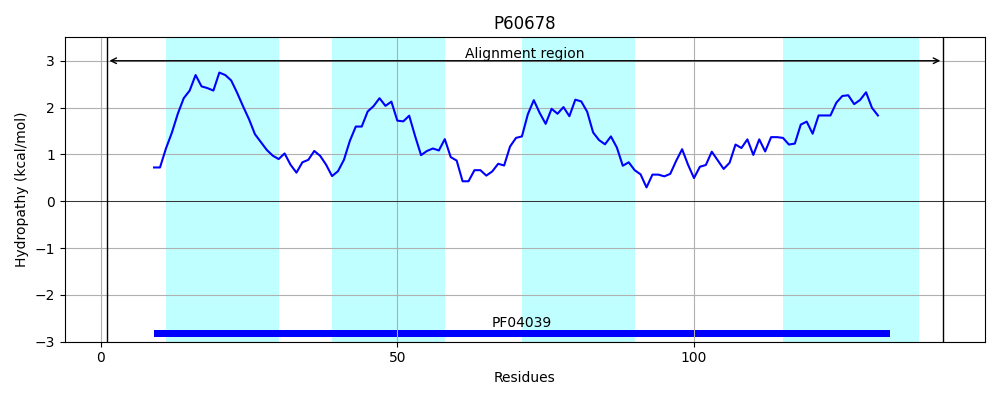 P60678
Alignment region
3
2
1
0
−1
−2
−3
Hydropathy (kcal/mol)
PF04039
0
50
100
Residues